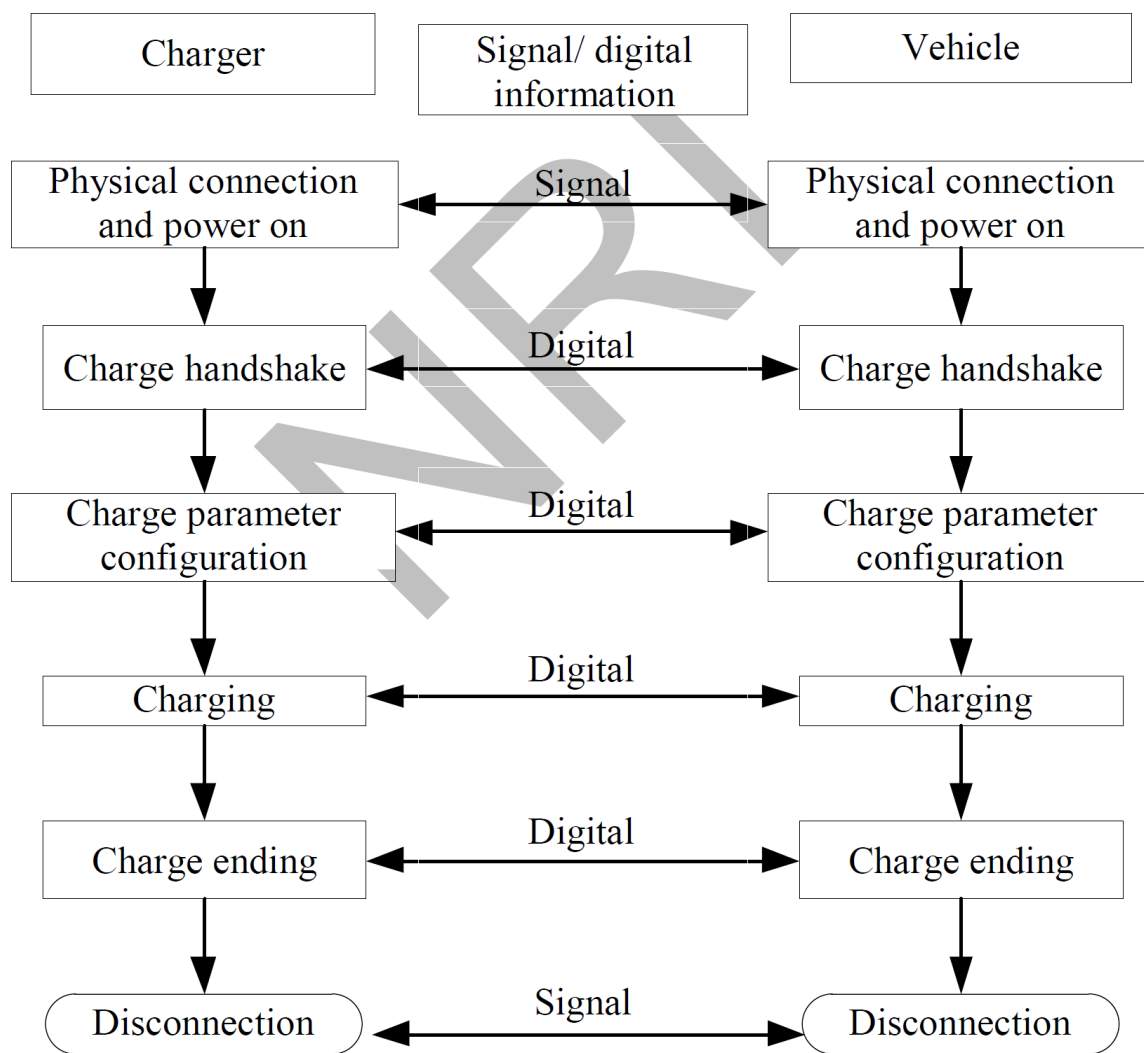 Charger
Signal/ digital
information
Vehicle
Physical connection
and power on
Signal
Physical connection
and power on
Charge handshake
Digital
Charge handshake
Charge parameter
configuration
Digital
Charge parameter
configuration
Charging
Digital
Charging
Charge ending
Digital
Charge ending
Disconnection
Signal
Disconnection